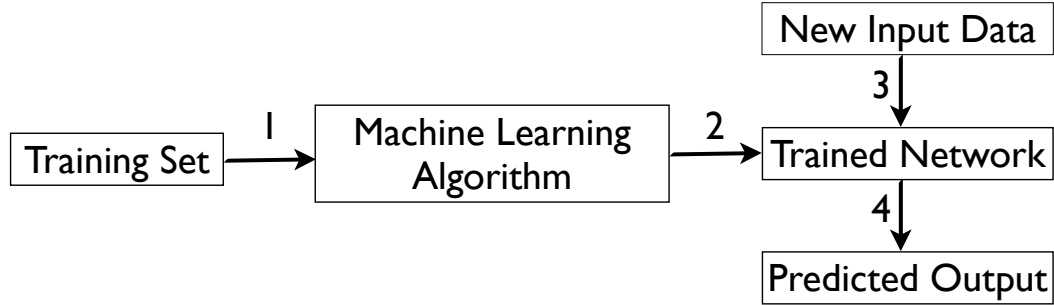 New Input Data
3
1
2
Training Set
Machine Learning
Algorithm
Trained Network
4
Predicted Output